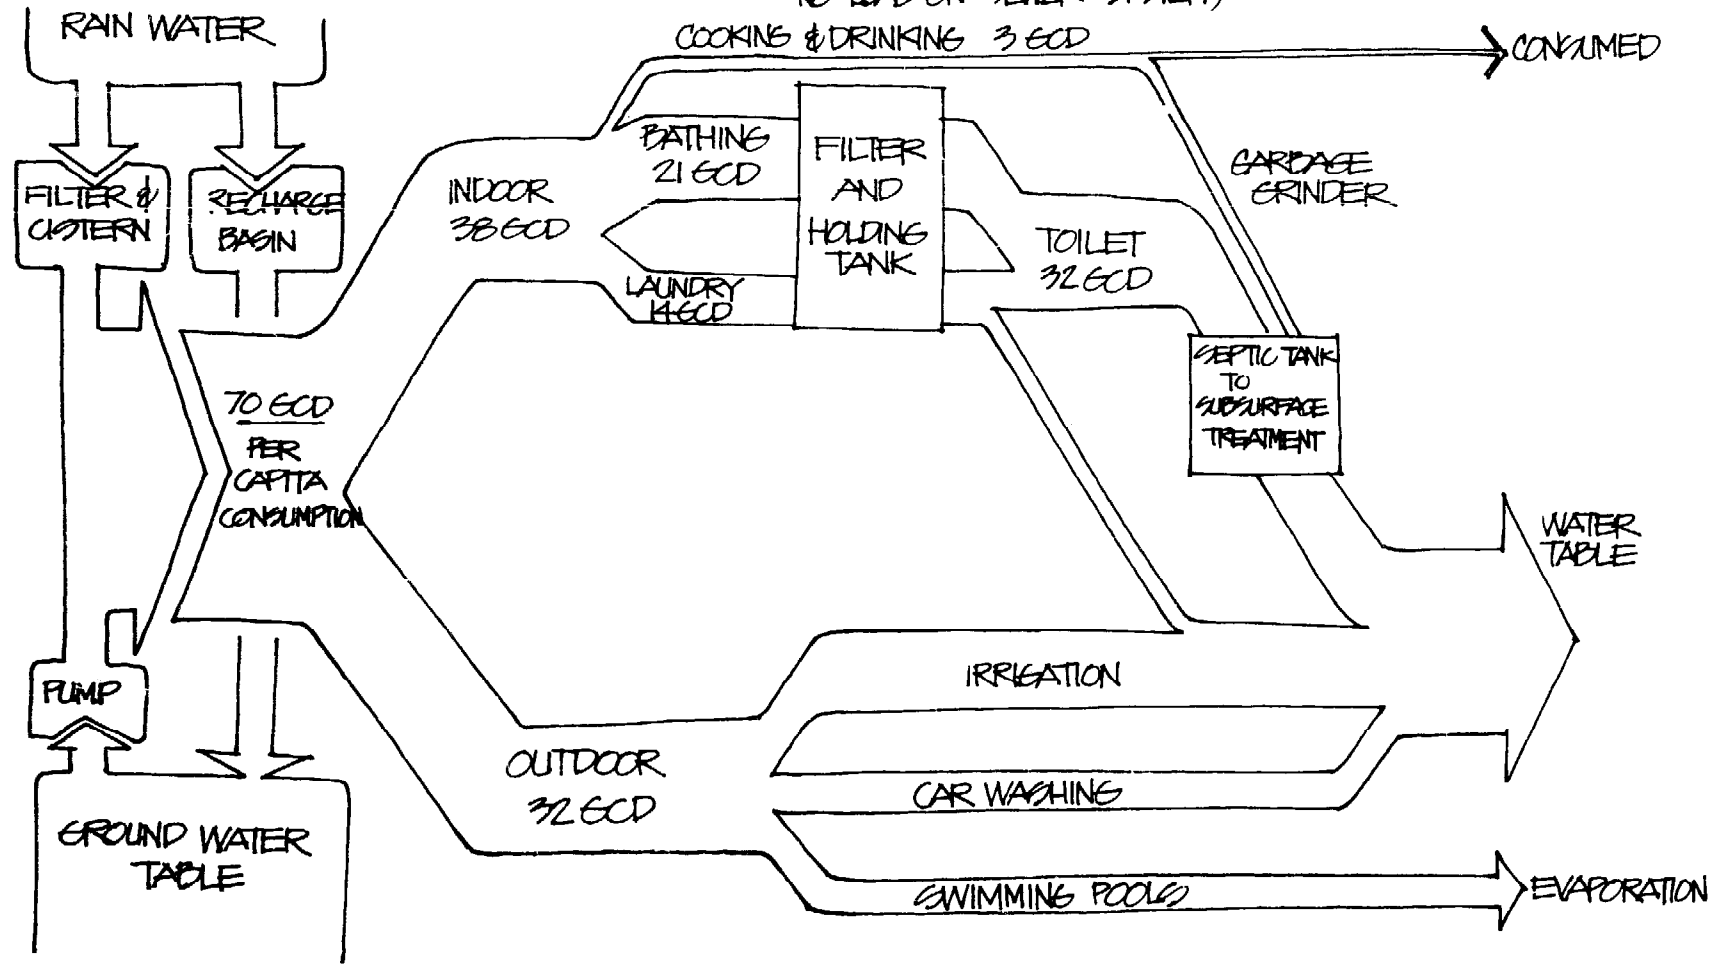 RAIN WATER
FILTER &
CISTERN
RECHARGE
BASIN
COOKING & DRINKING 3 GCD
CONSUMED
BATHING
21 GCD
FILTER
AND
HOLDING
TANK
GARBAGE
GRINDER
INDOOR
38 GCD
TOILET
32 GCD
LAUNDRY
14 GCD
SEPTIC TANK
TO
SUBSURFACE
TREATMENT
70 GCD
PER
CAPITA
CONSUMPTION
WATER
TABLE
IRRIGATION
PUMP
OUTDOOR
32 GCD
CAR WASHING
GROUND WATER
TABLE
SWIMMING POOLS
EVAPORATION